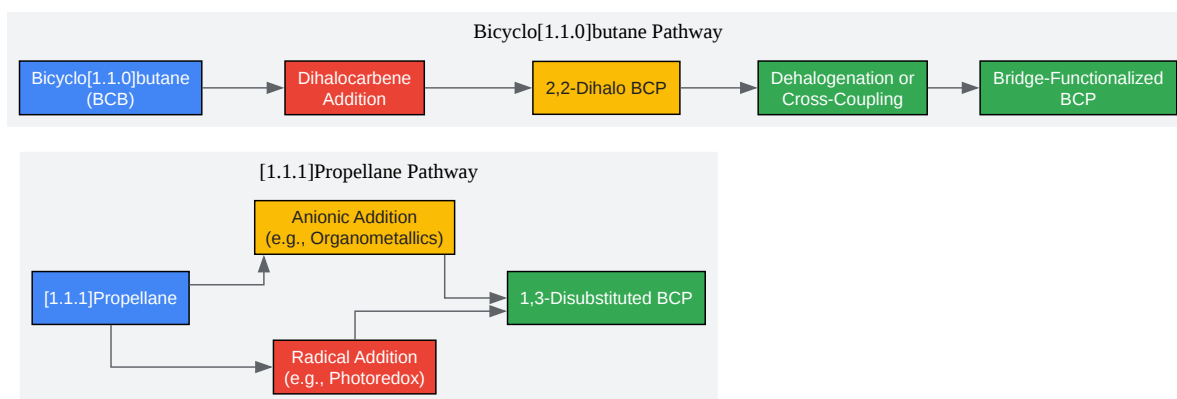 Bicyclo[1.1.0]butane Pathway
Bicyclo[1.1.0]butane
(BCB)
Dihalocarbene
Addition
2,2-Dihalo BCP
Dehalogenation or
Cross-Coupling
Bridge-Functionalized
BCP
[1.1.1]Propellane Pathway
Anionic Addition
(e.g., Organometallics)
[1.1.1]Propellane
1,3-Disubstituted BCP
Radical Addition
(e.g., Photoredox)